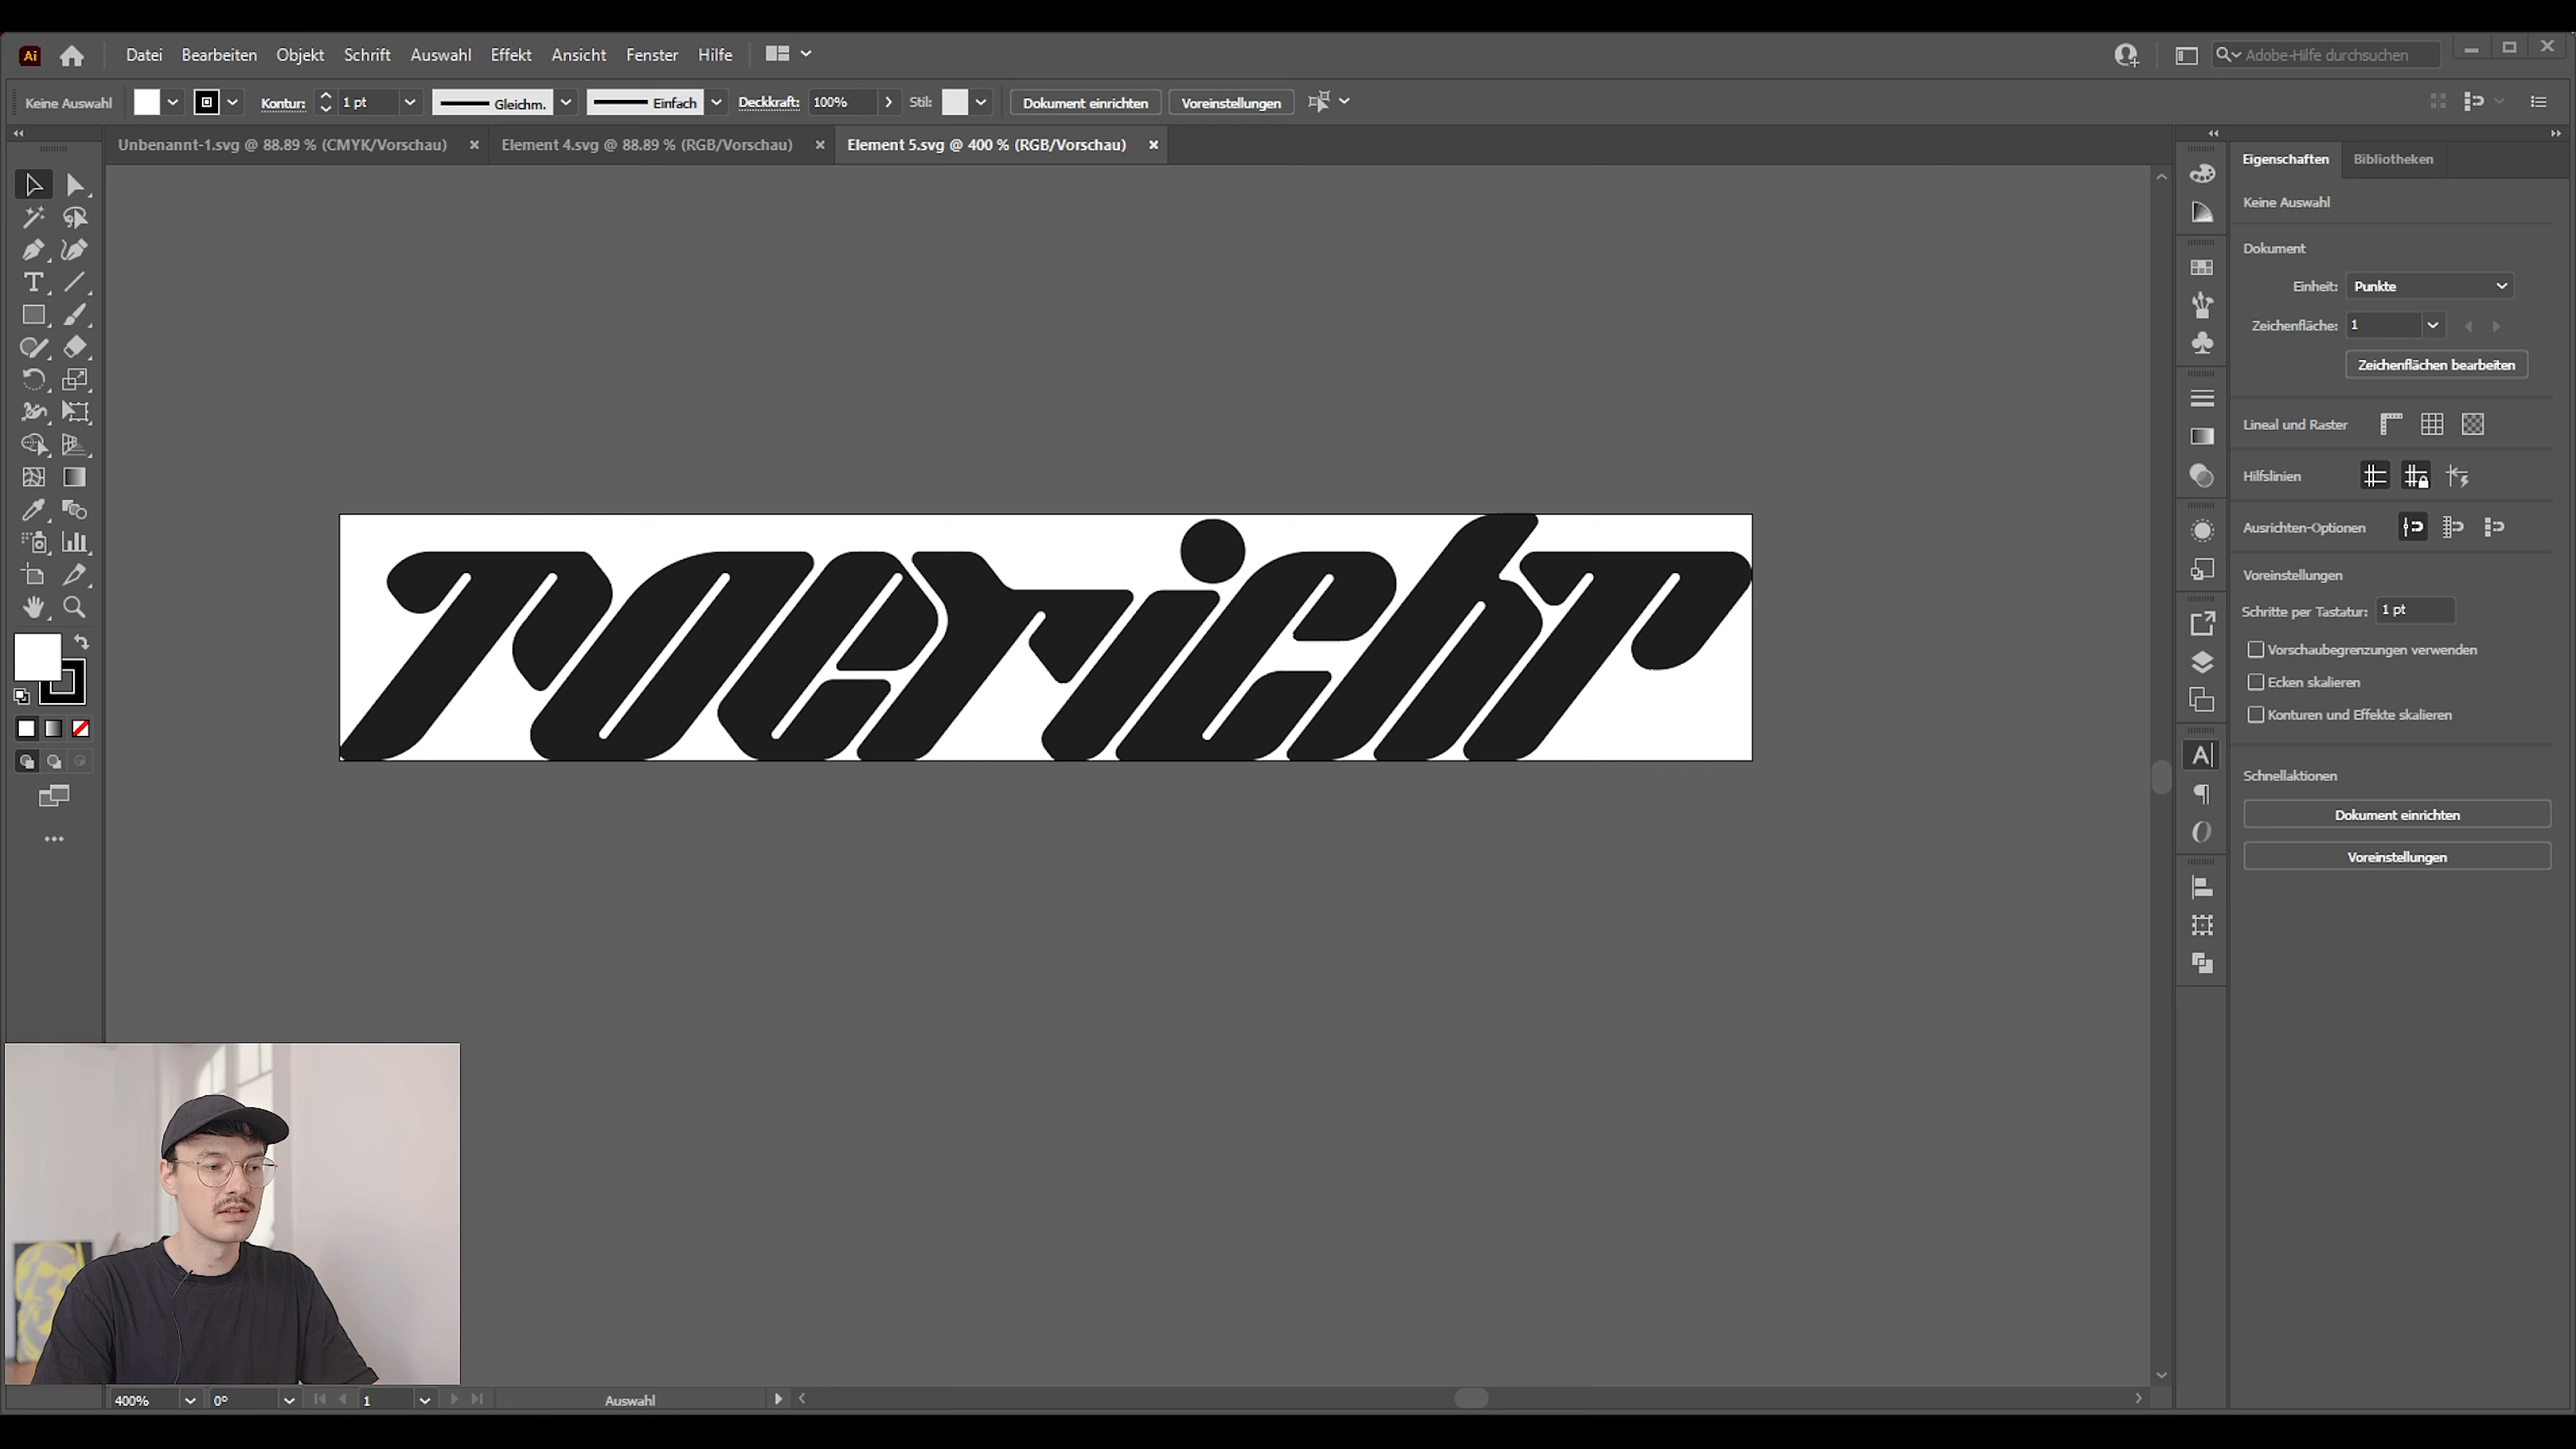 Ai Datei Bearbeiten Objekt Schrift Auswahl Effekt Ansicht Fenster Hilfe Adobe-Hilfe durchsuchen
Keine Auswahl Kontur: 1 pt Gleichm. Einfach Deckkraft: 100% Stil: Dokument einrichten Voreinstellungen
Unbenannt-1.svg @ 88.89 % (CMYK/Vorschau) Element 4.svg @ 88.89 % (RGB/Vorschau) Element 5.svg @ 400 % (RGB/Vorschau)
Eigenschaften Bibliotheken
Keine Auswahl
Dokument
Einheit: Punkte
Zeichenfläche: 1
Zeichenflächen bearbeiten
Lineal und Raster
Hilfslinien
Ausrichten-Optionen
Voreinstellungen
Schritte per Tastatur: 1 pt
Vorschaubegrenzungen verwenden
Ecken skalieren
Konturen und Effekte skalieren
Schnellaktionen
Dokument einrichten
Voreinstellungen
400% 0° 1 Auswahl